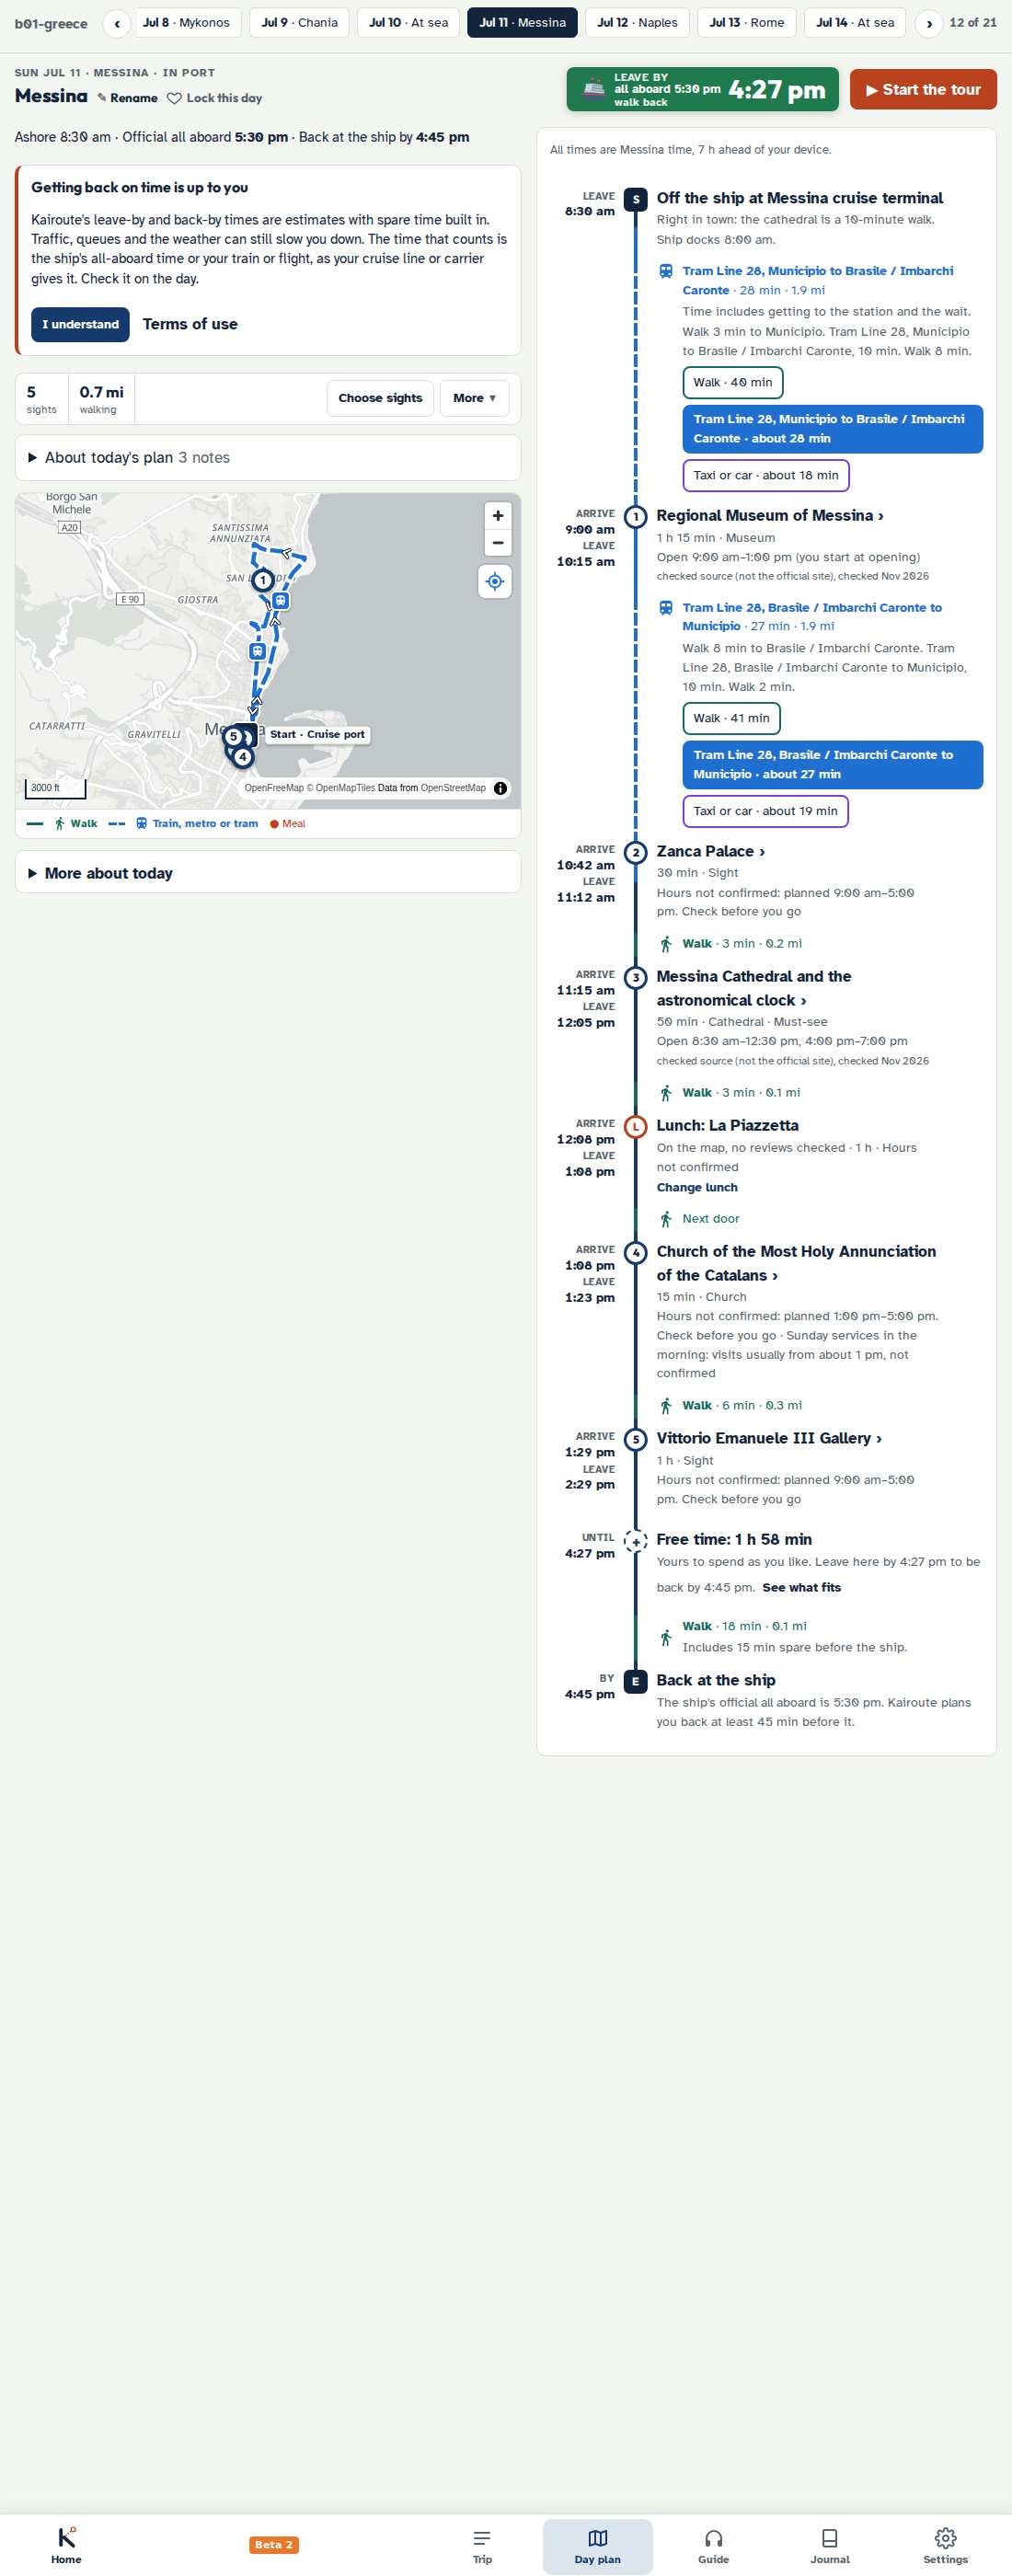 b01-greece
‹
Jul 8 · Mykonos
Jul 9 · Chania
Jul 10 · At sea
Jul 11 · Messina
Jul 12 · Naples
Jul 13 · Rome
Jul 14 · At sea
›
12 of 21
SUN JUL 11 · MESSINA · IN PORT
Messina
✎ Rename
Lock this day
LEAVE BY
all aboard 5:30 pm
walk back
4:27 pm
▶ Start the tour
Ashore 8:30 am · Official all aboard 5:30 pm · Back at the ship by 4:45 pm
Getting back on time is up to you
Kairoute's leave-by and back-by times are estimates with spare time built in.
Traffic, queues and the weather can still slow you down. The time that counts is
the ship's all-aboard time or your train or flight, as your cruise line or carrier
gives it. Check it on the day.
I understand
Terms of use
5
sights
0.7 mi
walking
Choose sights
More ▼
▶ About today's plan 3 notes
Borgo San
Michele
A20
SANTISSIMA
ANNUNZIATA
E 90
GIOSTRA
1
CATARRATTI
GRAVITELLI
5
4
Start · Cruise port
+
−
3000 ft
OpenFreeMap © OpenMapTiles Data from OpenStreetMap
Walk
Train, metro or tram
Meal
▶ More about today
All times are Messina time, 7 h ahead of your device.
LEAVE
8:30 am
S
Off the ship at Messina cruise terminal
Right in town: the cathedral is a 10-minute walk.
Ship docks 8:00 am.
Tram Line 28, Municipio to Brasile / Imbarchi
Caronte · 28 min · 1.9 mi
Time includes getting to the station and the wait.
Walk 3 min to Municipio. Tram Line 28, Municipio
to Brasile / Imbarchi Caronte, 10 min. Walk 8 min.
Walk · 40 min
Tram Line 28, Municipio to Brasile / Imbarchi
Caronte · about 28 min
Taxi or car · about 18 min
ARRIVE
9:00 am
LEAVE
10:15 am
1
Regional Museum of Messina ›
1 h 15 min · Museum
Open 9:00 am–1:00 pm (you start at opening)
checked source (not the official site), checked Nov 2026
Tram Line 28, Brasile / Imbarchi Caronte to
Municipio · 27 min · 1.9 mi
Walk 8 min to Brasile / Imbarchi Caronte. Tram
Line 28, Brasile / Imbarchi Caronte to Municipio,
10 min. Walk 2 min.
Walk · 41 min
Tram Line 28, Brasile / Imbarchi Caronte to
Municipio · about 27 min
Taxi or car · about 19 min
ARRIVE
10:42 am
LEAVE
11:12 am
2
Zanca Palace ›
30 min · Sight
Hours not confirmed: planned 9:00 am–5:00
pm. Check before you go
Walk · 3 min · 0.2 mi
ARRIVE
11:15 am
LEAVE
12:05 pm
3
Messina Cathedral and the
astronomical clock ›
50 min · Cathedral · Must-see
Open 8:30 am–12:30 pm, 4:00 pm–7:00 pm
checked source (not the official site), checked Nov 2026
Walk · 3 min · 0.1 mi
ARRIVE
12:08 pm
LEAVE
1:08 pm
L
Lunch: La Piazzetta
On the map, no reviews checked · 1 h · Hours
not confirmed
Change lunch
Next door
ARRIVE
1:08 pm
LEAVE
1:23 pm
4
Church of the Most Holy Annunciation
of the Catalans ›
15 min · Church
Hours not confirmed: planned 1:00 pm–5:00 pm.
Check before you go · Sunday services in the
morning: visits usually from about 1 pm, not
confirmed
Walk · 6 min · 0.3 mi
ARRIVE
1:29 pm
LEAVE
2:29 pm
5
Vittorio Emanuele III Gallery ›
1 h · Sight
Hours not confirmed: planned 9:00 am–5:00
pm. Check before you go
UNTIL
4:27 pm
+
Free time: 1 h 58 min
Yours to spend as you like. Leave here by 4:27 pm to be
back by 4:45 pm. See what fits
Walk · 18 min · 0.1 mi
Includes 15 min spare before the ship.
BY
4:45 pm
E
Back at the ship
The ship's official all aboard is 5:30 pm. Kairoute plans
you back at least 45 min before it.
Home
Beta 2
Trip
Day plan
Guide
Journal
Settings